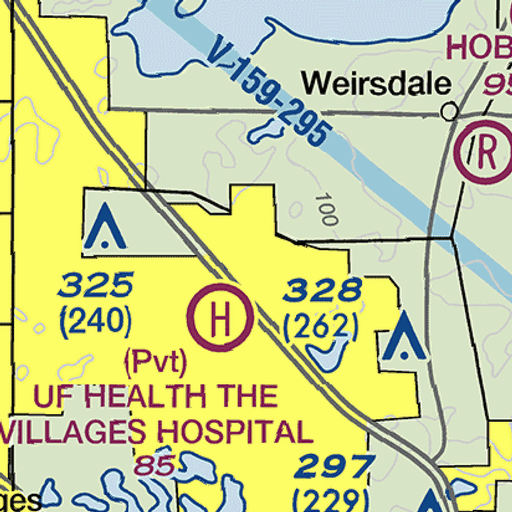 V 159-295
HOB
Weirsdale
95
R
100
325
(240)
328
(262)
H
(Pvt)
UF HEALTH THE
VILLAGES HOSPITAL
85
297
(229)
ges